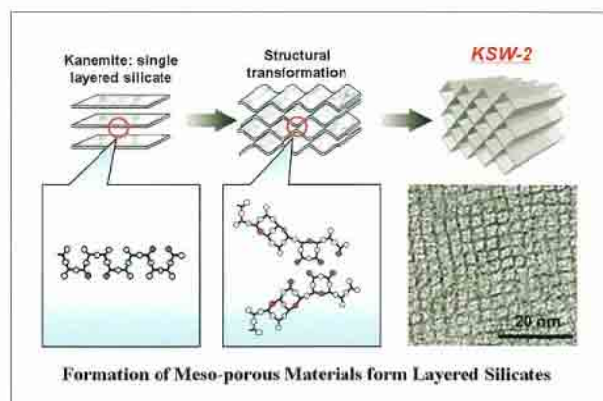 Kanemite: single
layered silicate
Structural
transformation
KSW-2
20 nm
Formation of Meso-porous Materials form Layered Silicates